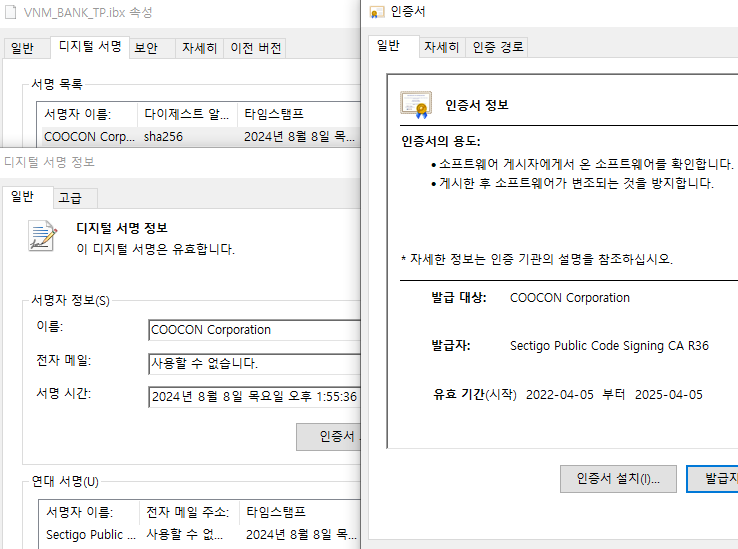 VNM_BANK_TP.ibx 속성
일반 디지털 서명 보안 자세히 이전 버전
서명 목록
서명자 이름: 다이제스트 알... 타임스탬프
COOCON Corp... sha256 2024년 8월 8일 목...
디지털 서명 정보
일반 고급
디지털 서명 정보
이 디지털 서명은 유효합니다.
서명자 정보(S)
이름: COOCON Corporation
전자 메일: 사용할 수 없습니다.
서명 시간: 2024년 8월 8일 목요일 오후 1:55:36
인증서
연대 서명(U)
서명자 이름: 전자 메일 주소: 타임스탬프
Sectigo Public ... 사용할 수 없... 2024년 8월 8일 목...
인증서
일반 자세히 인증 경로
인증서 정보
인증서의 용도:
• 소프트웨어 게시자에게서 온 소프트웨어를 확인합니다.
• 게시한 후 소프트웨어가 변조되는 것을 방지합니다.
* 자세한 정보는 인증 기관의 설명을 참조하십시오.
발급 대상: COOCON Corporation
발급자: Sectigo Public Code Signing CA R36
유효 기간(시작) 2022-04-05 부터 2025-04-05
인증서 설치(I)... 발급자